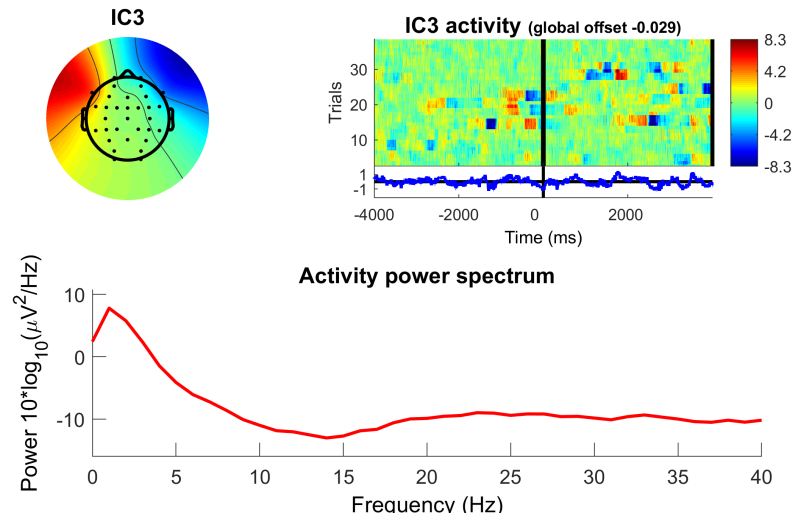 IC3
IC3 activity (global offset -0.029)
Trials
30
20
10
8.3
4.2
0
-4.2
-8.3
1
-1
-4000 -2000 0 2000
Time (ms)
Activity power spectrum
Power 10*log10(μV2/Hz)
10
0
-10
0 5 10 15 20 25 30 35 40
Frequency (Hz)